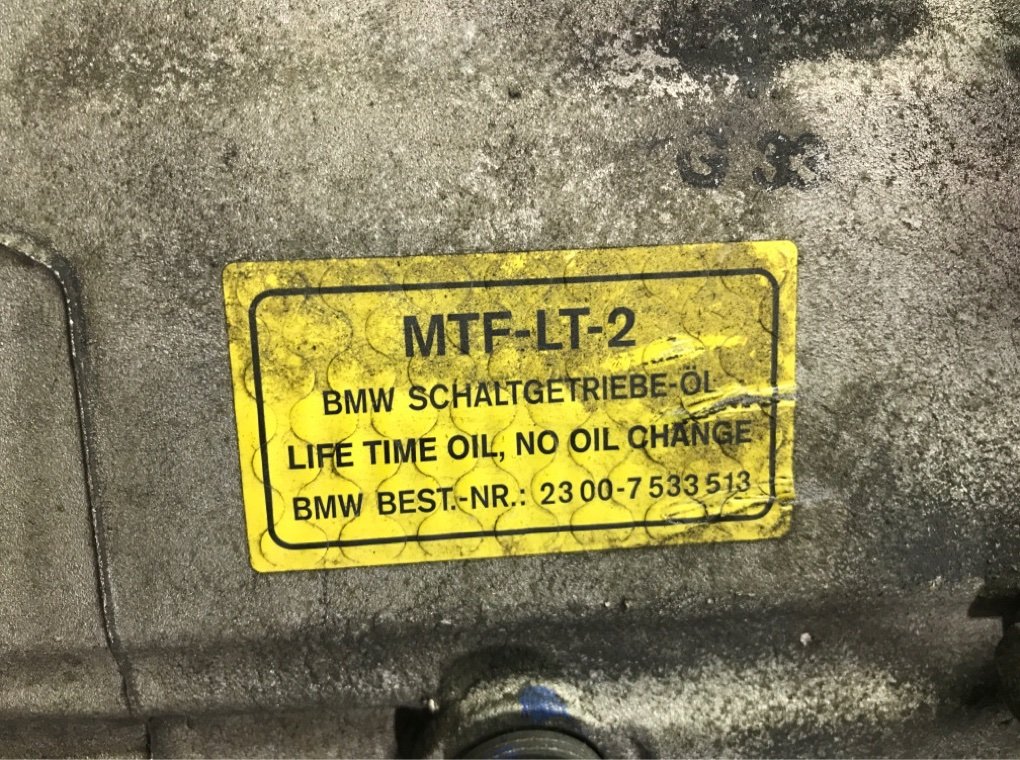 G 33
MTF-LT-2
BMW SCHALTGETRIEBE-ÖL
LIFE TIME OIL, NO OIL CHANGE
BMW BEST.-NR.: 23 00-7 533 513